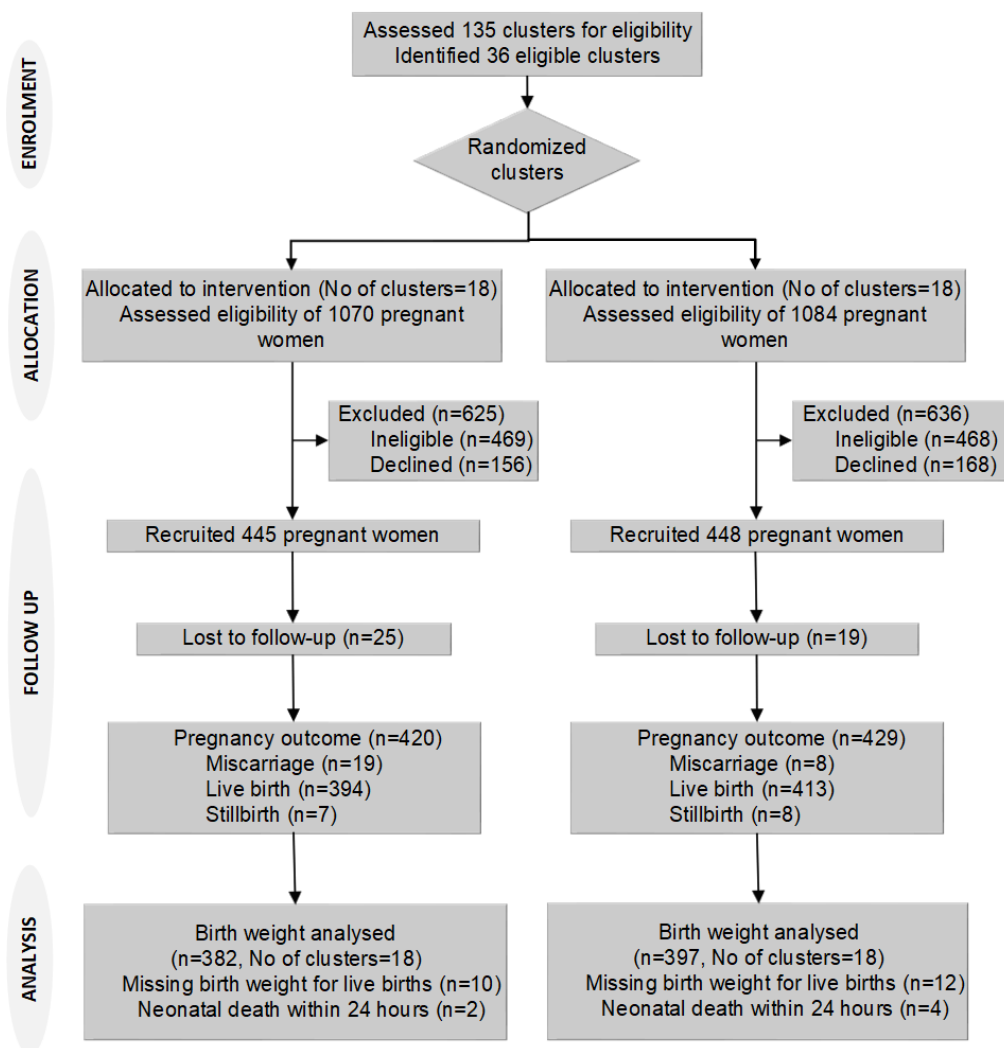 ENROLMENT
Assessed 135 clusters for eligibility
Identified 36 eligible clusters
Randomized
clusters
ALLOCATION
Allocated to intervention (No of clusters=18)
Assessed eligibility of 1070 pregnant
women
Allocated to intervention (No of clusters=18)
Assessed eligibility of 1084 pregnant
women
Excluded (n=625)
Ineligible (n=469)
Declined (n=156)
Excluded (n=636)
Ineligible (n=468)
Declined (n=168)
FOLLOW UP
Recruited 445 pregnant women
Recruited 448 pregnant women
Lost to follow-up (n=25)
Lost to follow-up (n=19)
Pregnancy outcome (n=420)
Miscarriage (n=19)
Live birth (n=394)
Stillbirth (n=7)
Pregnancy outcome (n=429)
Miscarriage (n=8)
Live birth (n=413)
Stillbirth (n=8)
ANALYSIS
Birth weight analysed
(n=382, No of clusters=18)
Missing birth weight for live births (n=10)
Neonatal death within 24 hours (n=2)
Birth weight analysed
(n=397, No of clusters=18)
Missing birth weight for live births (n=12)
Neonatal death within 24 hours (n=4)